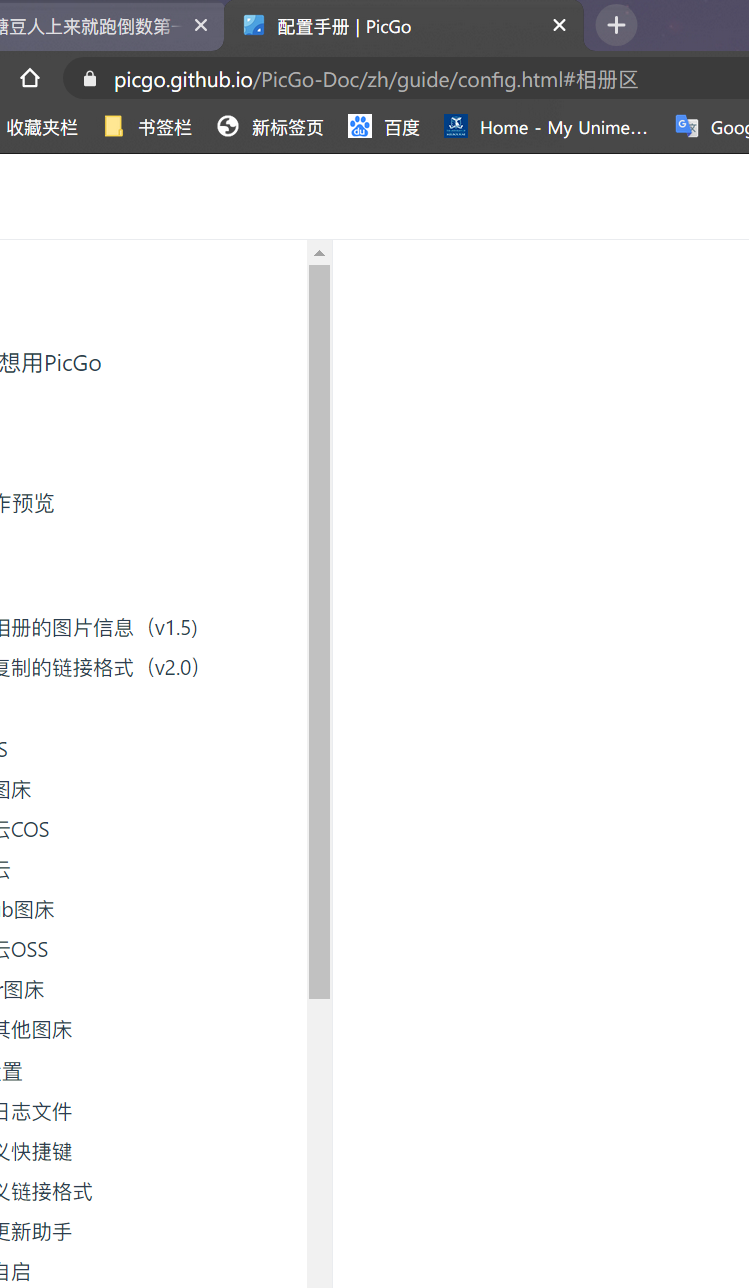 糖豆人上来就跑倒数第一
配置手册 | PicGo
picgo.github.io/PicGo-Doc/zh/guide/config.html#相册区
收藏夹栏 书签栏 新标签页 百度 Home - My Unime... Goog
想用PicGo
作预览
相册的图片信息（v1.5)
复制的链接格式（v2.0）
S
图床
云COS
云
ub图床
云OSS
r图床
其他图床
置
日志文件
义快捷键
义链接格式
更新助手
自启